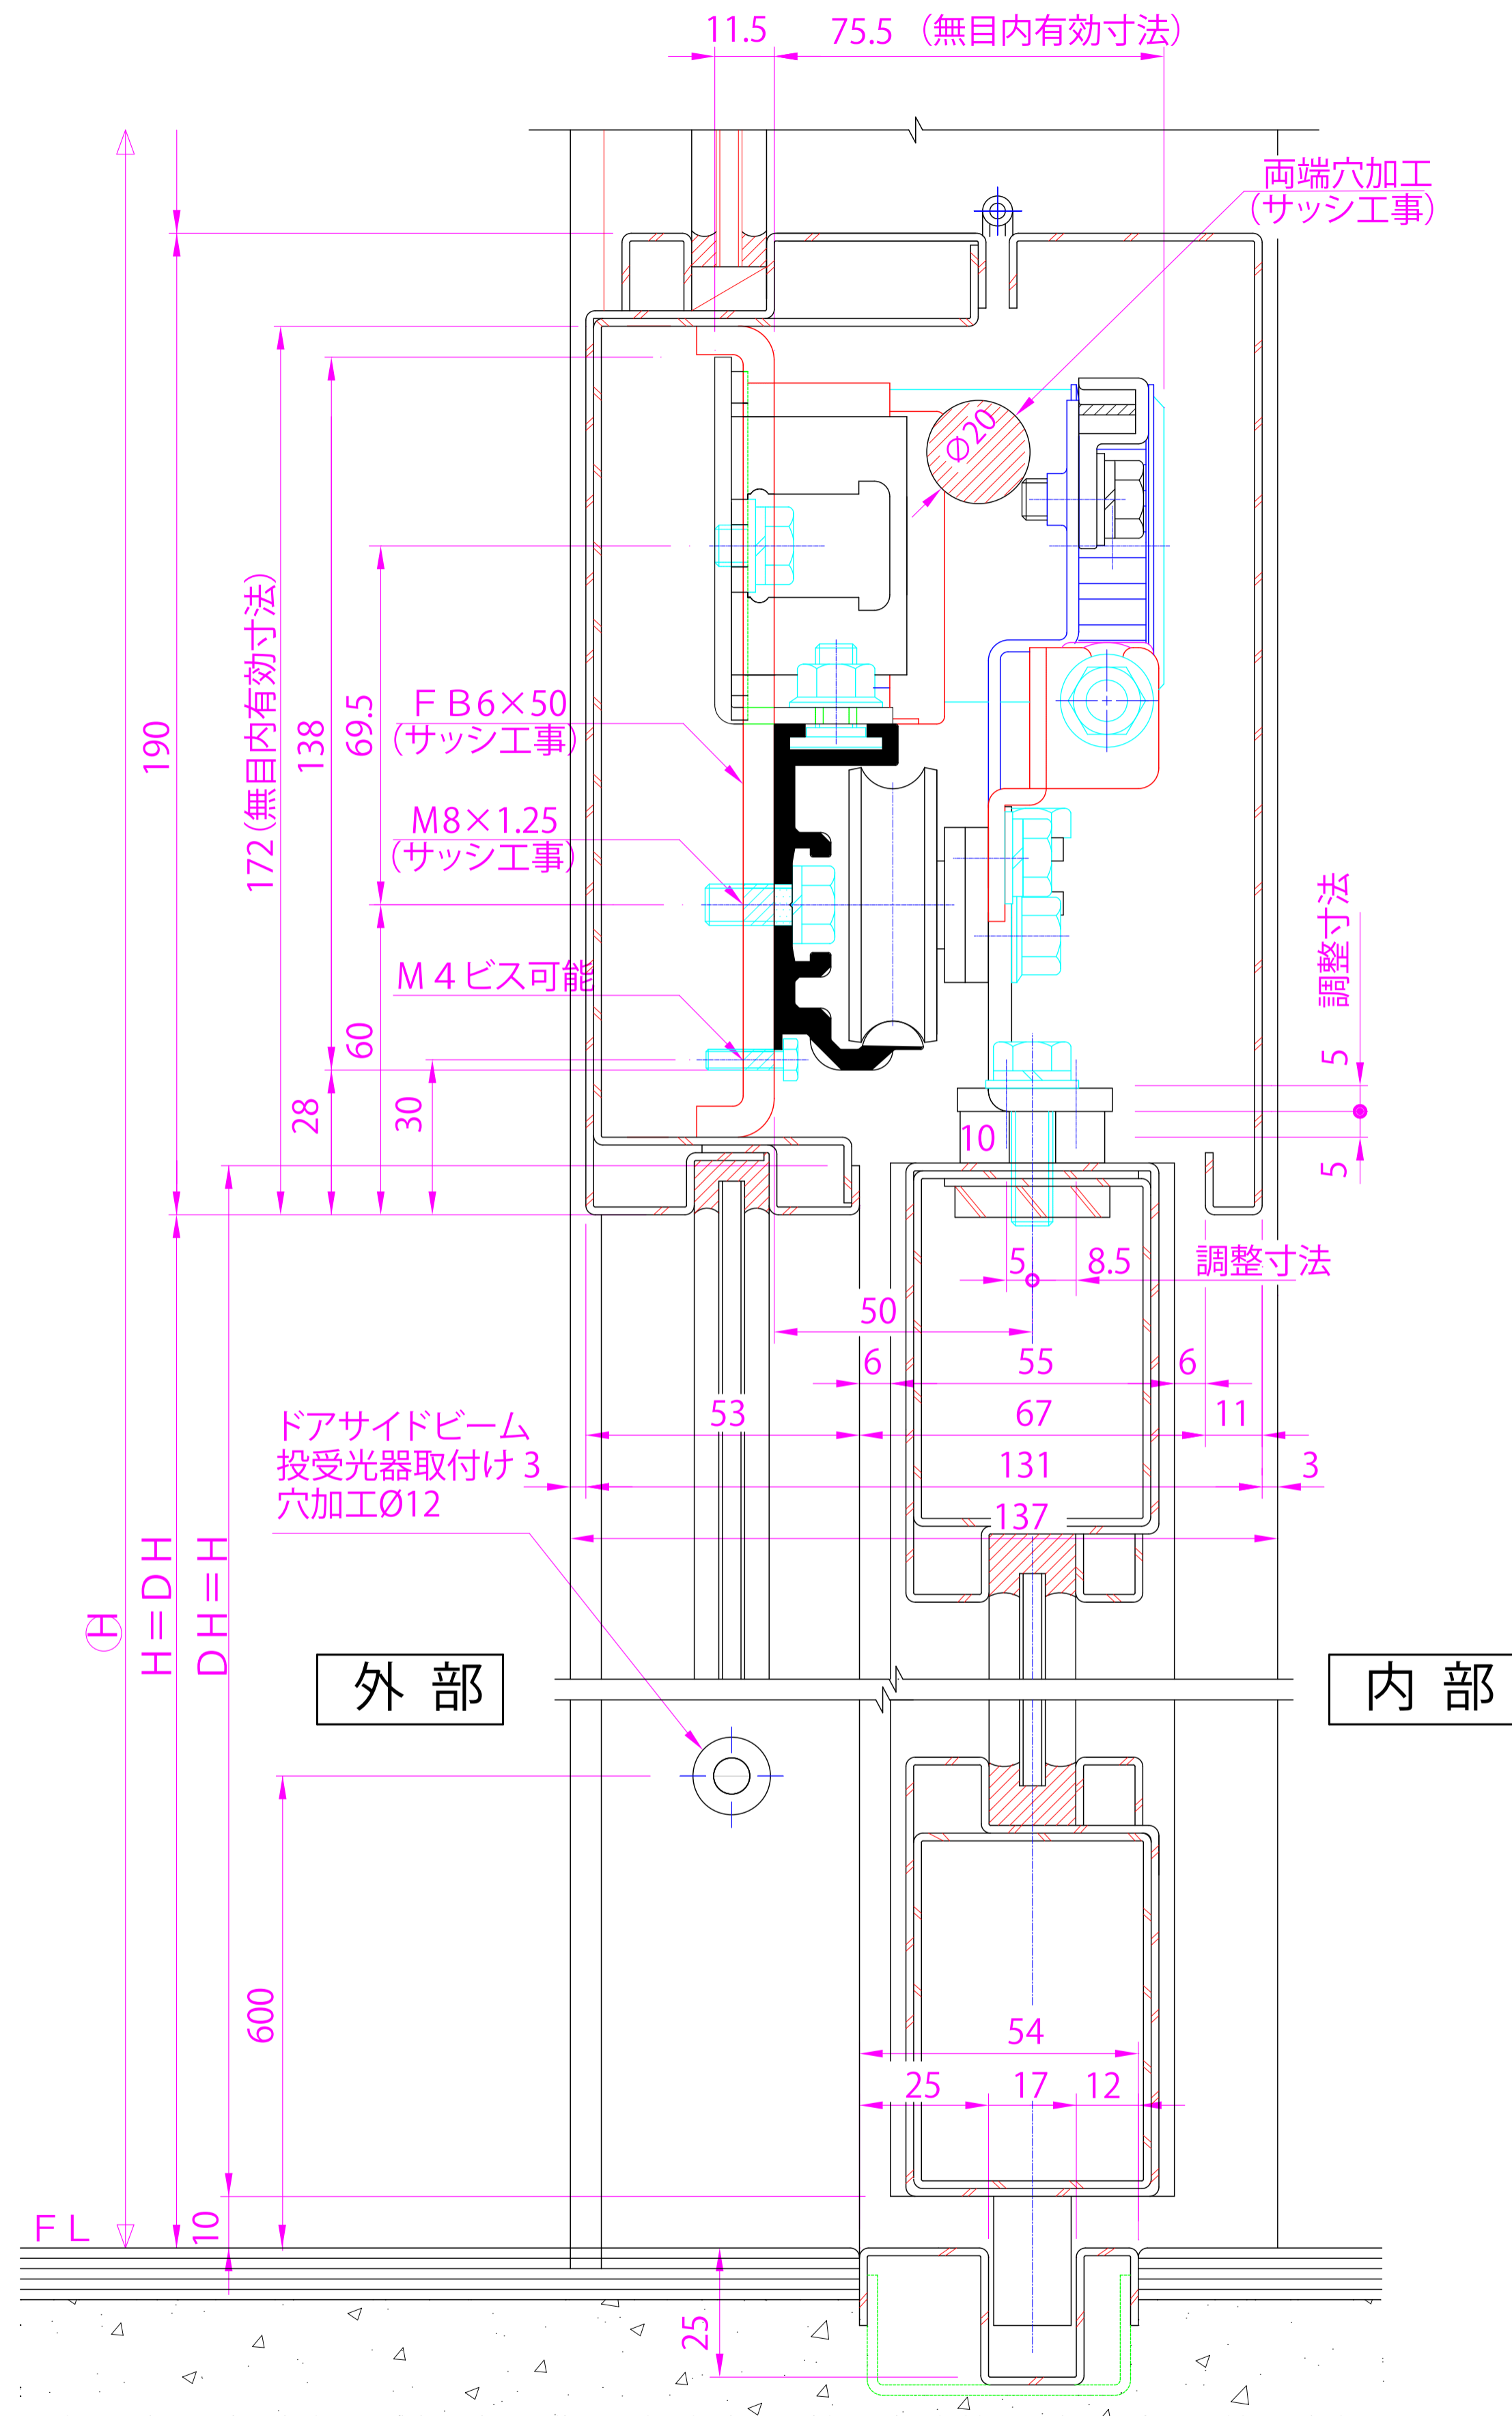 11.5
75.5 （無目内有効寸法）
両端穴加工
(サッシ工事)
Ø20
190
172(無目内有効寸法)
138
69.5
ＦＢ6×50
(サッシ工事)
M8×1.25
(サッシ工事)
Ｍ４ビス可能
60
28
30
調整寸法
5
5
10
5
8.5
調整寸法
50
6
55
6
53
67
11
131
3
3
137
ドアサイドビーム
投受光器取付け
穴加工Ø12
Ⓗ
Ｈ＝ＤＨ
ＤＨ＝Ｈ
外部
内部
600
54
25
17
12
10
ＦＬ
25